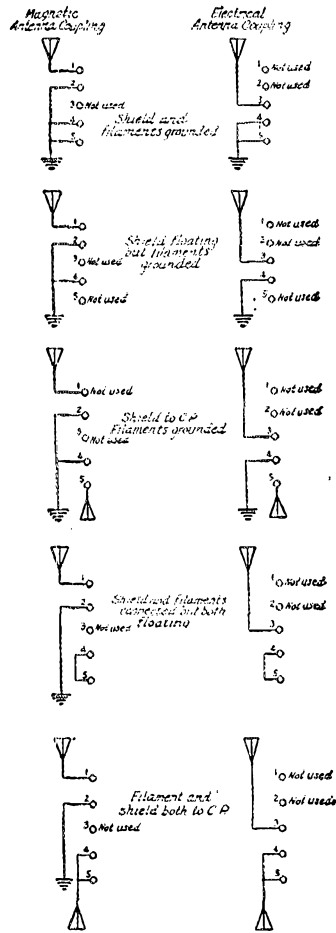 Magnetic
Antenna Coupling
Electrical
Antenna Coupling
1
2
3 Not used
4
5
Shield and
filaments grounded
1 Not used
2 Not used
3
4
5
1
2
3 Not used
4
5 Not used
Shield floating
but filaments
grounded
1 Not used
2 Not used
3
4
5 Not used
1 Not used
2
3 Not used
4
5
Shield to C.P.
Filaments grounded
1 Not used
2 Not used
3
4
5
1
2
3 Not used
4
5
Shield and filaments
connected but both
floating
1 Not used
2 Not used
3
4
5
1
2
3 Not used
4
5
Filament and
shield both to C.P.
1 Not used
2 Not used
3
4
5